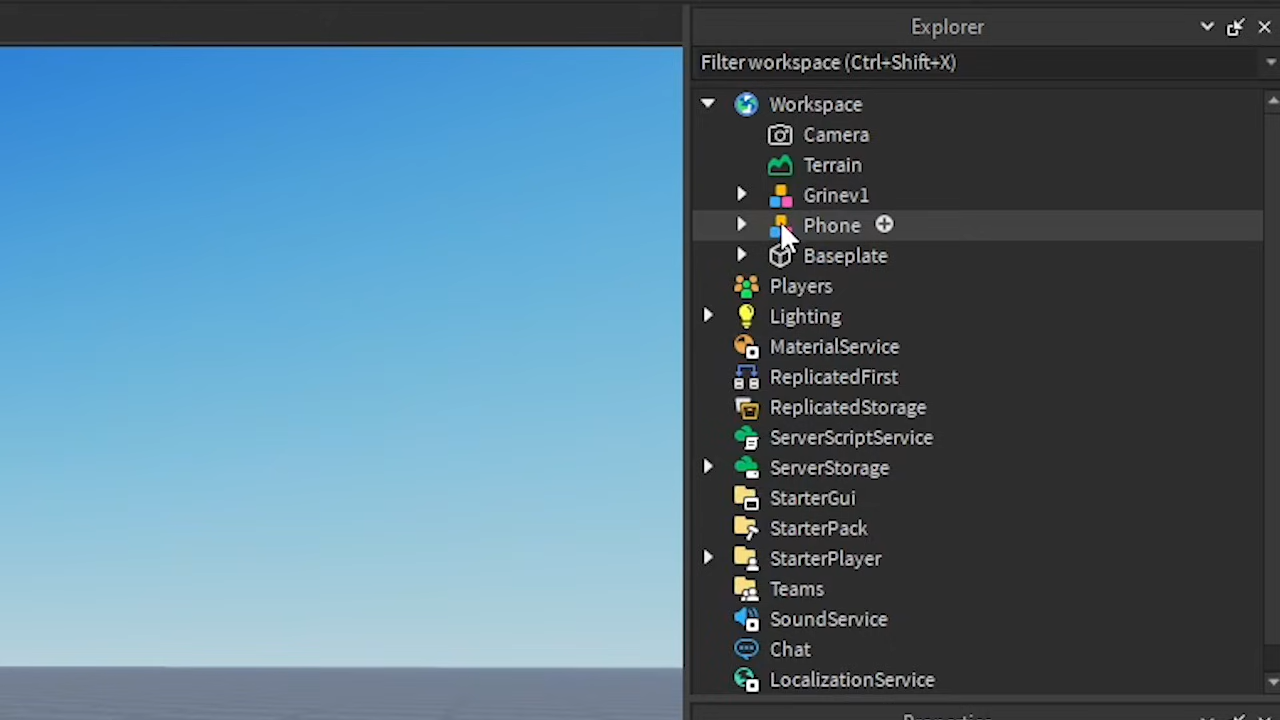 Explorer
Filter workspace (Ctrl+Shift+X)
Workspace
Camera
Terrain
Grinev1
Phone
Baseplate
Players
Lighting
MaterialService
ReplicatedFirst
ReplicatedStorage
ServerScriptService
ServerStorage
StarterGui
StarterPack
StarterPlayer
Teams
SoundService
Chat
LocalizationService